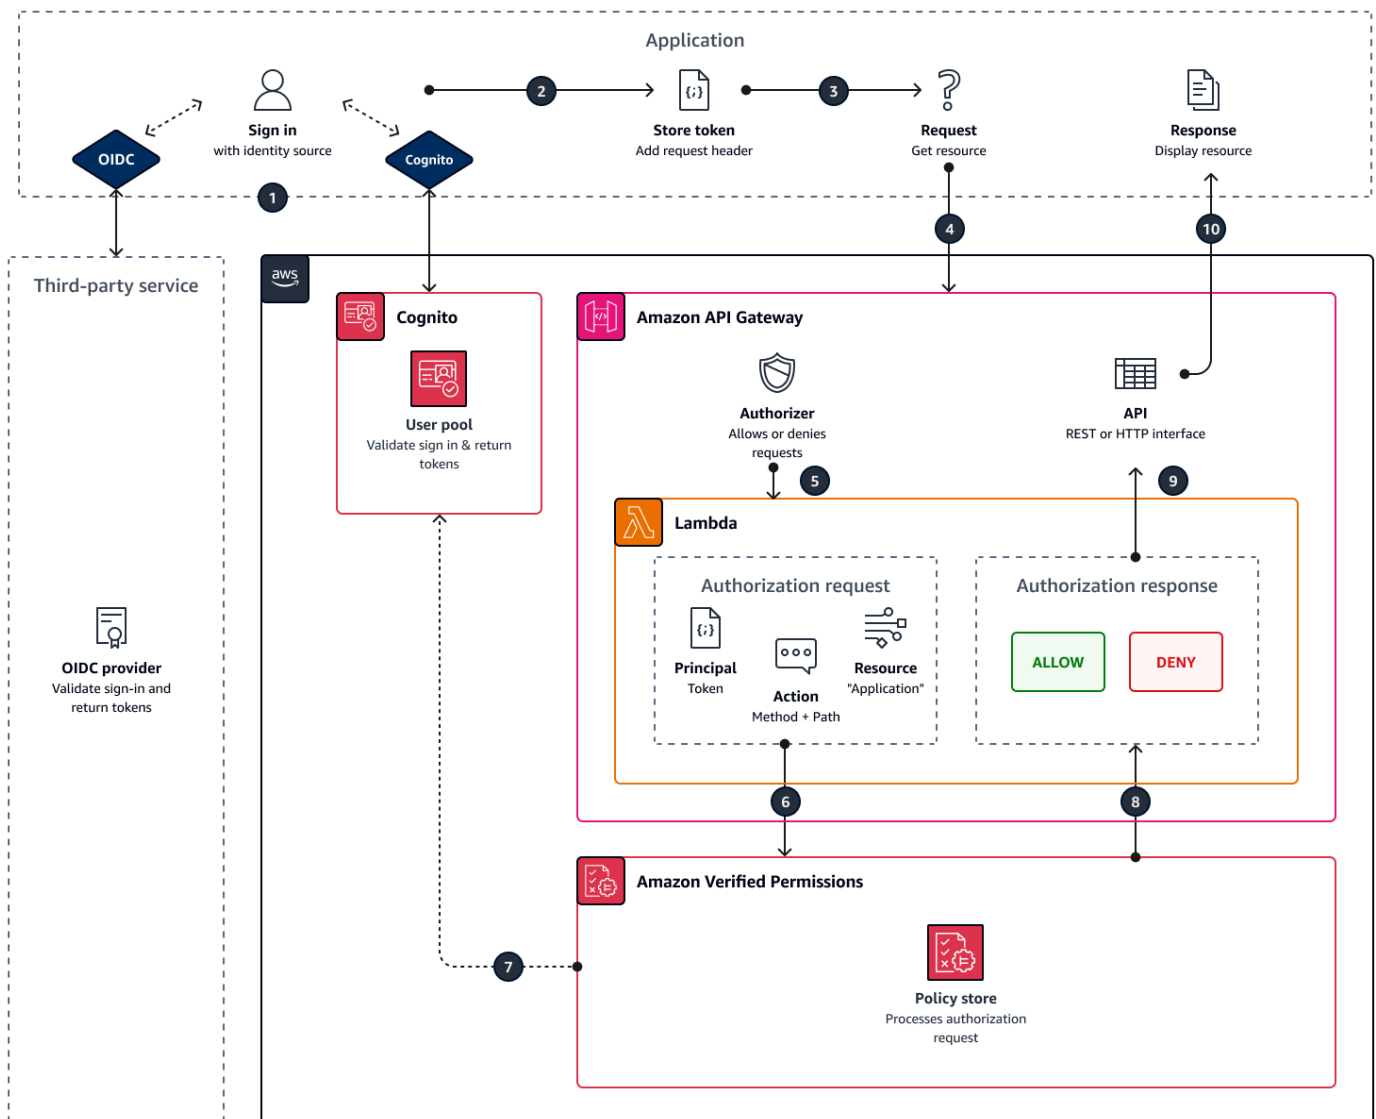 Application
2
3
Sign in
with identity source
Store token
Add request header
Request
Get resource
Response
Display resource
OIDC
Cognito
1
4
10
Third-party service
aws
Cognito
User pool
Validate sign in & return
tokens
Amazon API Gateway
Authorizer
Allows or denies
requests
API
REST or HTTP interface
5
9
Lambda
Authorization request
{;}
Principal
Token
Action
Method + Path
Resource
"Application"
Authorization response
ALLOW
DENY
OIDC provider
Validate sign-in and
return tokens
6
8
Amazon Verified Permissions
7
Policy store
Processes authorization
request
{;}